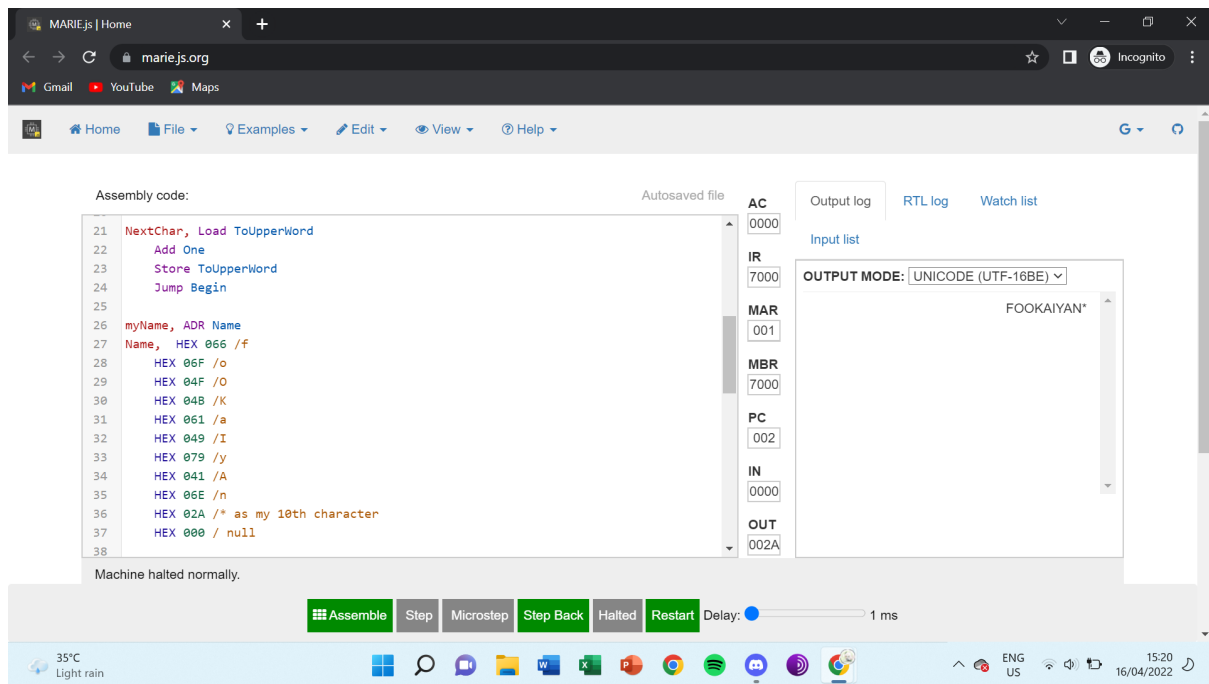 MARIE.js | Home
marie.js.org
Incognito
Gmail YouTube Maps
Home File Examples Edit View Help G
Assembly code: Autosaved file
21 NextChar, Load ToUpperWord
22 Add One
23 Store ToUpperWord
24 Jump Begin
25
26 myName, ADR Name
27 Name, HEX 066 /f
28 HEX 06F /o
29 HEX 04F /O
30 HEX 04B /K
31 HEX 061 /a
32 HEX 049 /I
33 HEX 079 /y
34 HEX 041 /A
35 HEX 06E /n
36 HEX 02A /* as my 10th character
37 HEX 000 / null
38
AC
0000
IR
7000
MAR
001
MBR
7000
PC
002
IN
0000
OUT
002A
Output log RTL log Watch list
Input list
OUTPUT MODE: UNICODE (UTF-16BE)
FOOKAIYAN*
Machine halted normally.
Assemble Step Microstep Step Back Halted Restart Delay: 1 ms
35°C
Light rain
ENG
US
15:20
16/04/2022